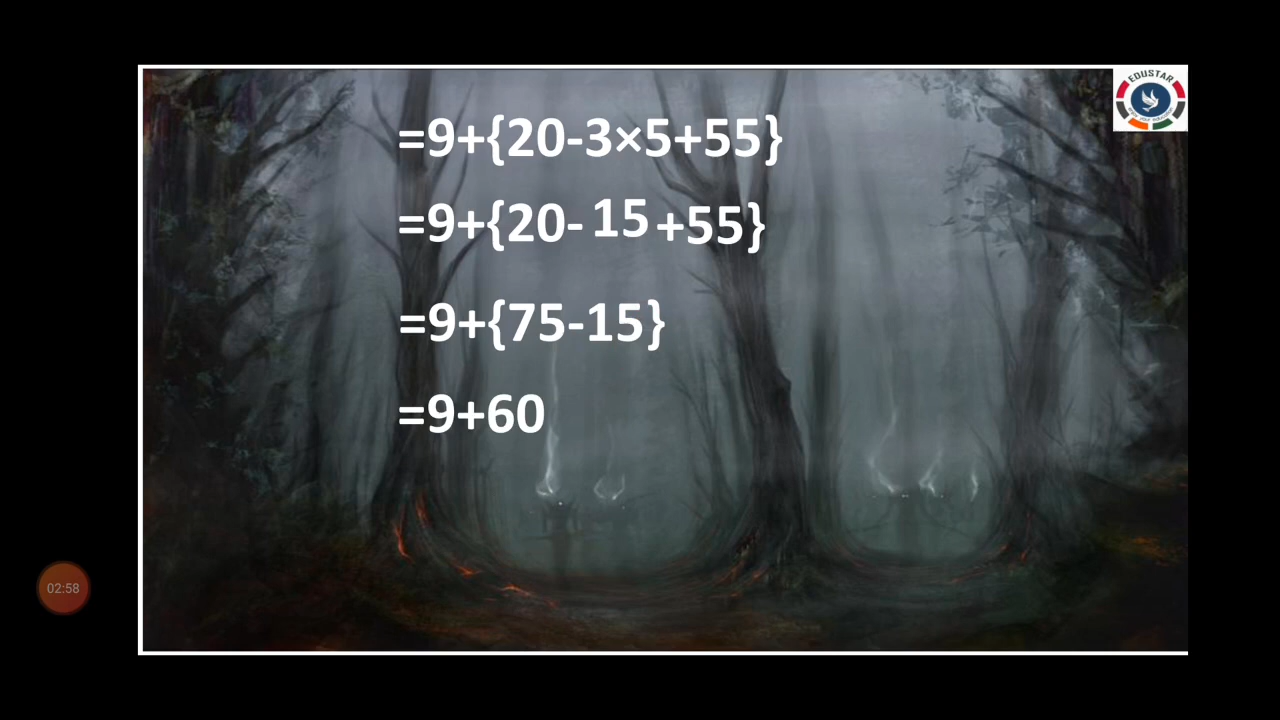 EDUSTAR
=9+{20-3×5+55}
=9+{20- 15 +55}
=9+{75-15}
=9+60
02:58